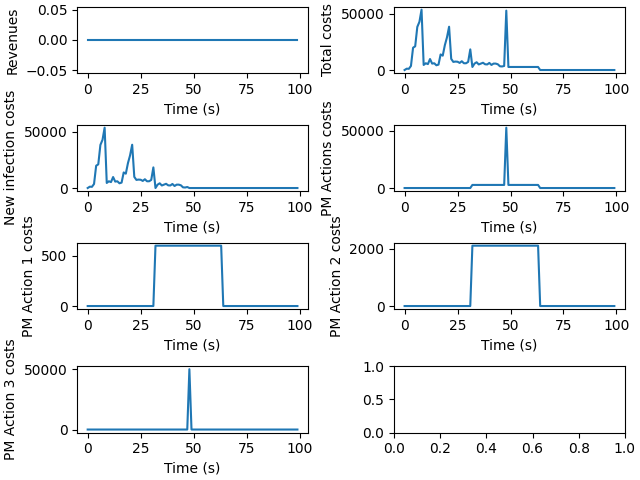 Revenues
0.05
0.00
−0.05
0 25 50 75 100
Time (s)
Total costs
50000
0
0 25 50 75 100
Time (s)
New infection costs
50000
0
0 25 50 75 100
Time (s)
PM Actions costs
50000
0
0 25 50 75 100
Time (s)
PM Action 1 costs
500
0
0 25 50 75 100
Time (s)
PM Action 2 costs
2000
0
0 25 50 75 100
Time (s)
PM Action 3 costs
50000
0
0 25 50 75 100
Time (s)
1.0
0.5
0.0
0.0 0.2 0.4 0.6 0.8 1.0